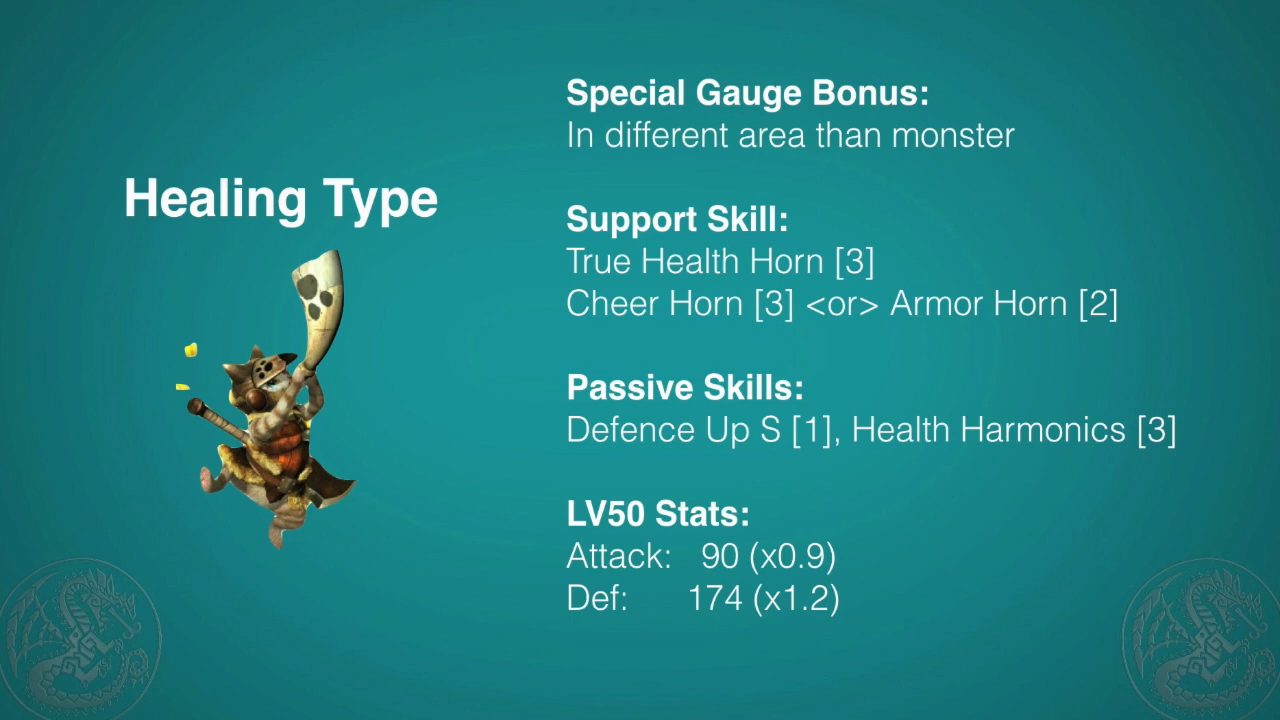 Healing Type
Special Gauge Bonus:
In different area than monster
Support Skill:
True Health Horn [3]
Cheer Horn [3] <or> Armor Horn [2]
Passive Skills:
Defence Up S [1], Health Harmonics [3]
LV50 Stats:
Attack: 90 (x0.9)
Def: 174 (x1.2)